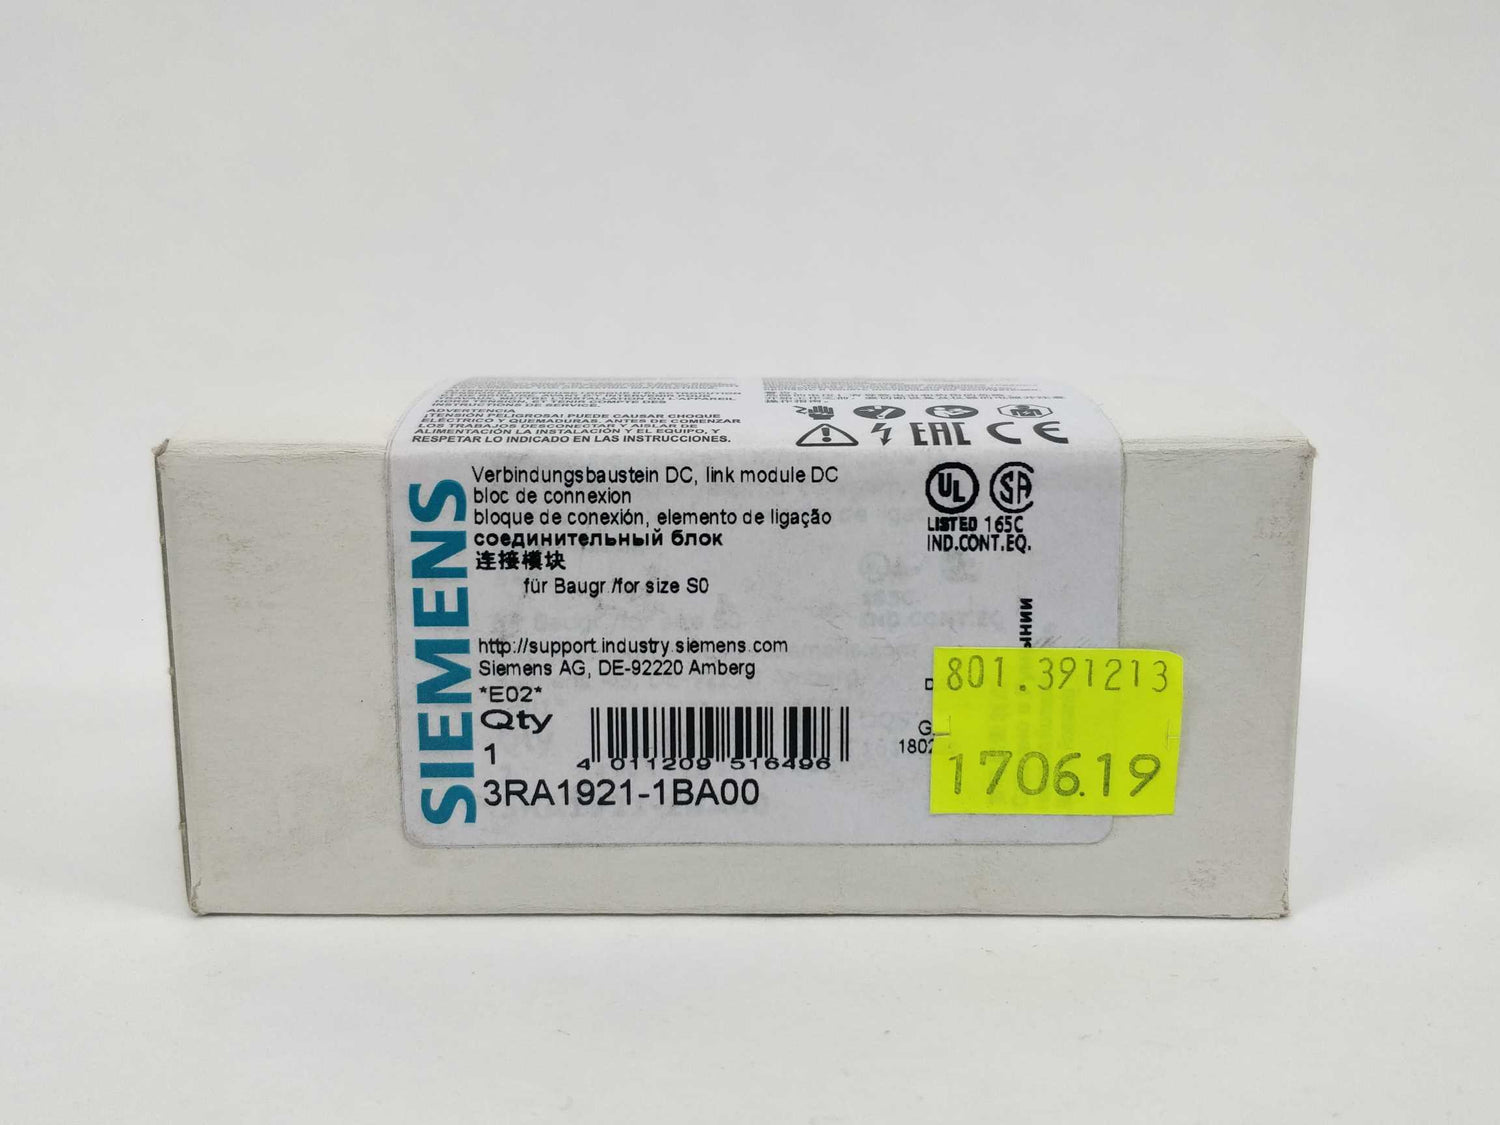 ADVERTENCIA
¡TENSIÓN PELIGROSA! PUEDE CAUSAR CHOQUE
ELÉCTRICO Y QUEMADURAS. ANTES DE COMENZAR
LOS TRABAJOS DESCONECTAR Y AISLAR DE
ALIMENTACIÓN LA INSTALACIÓN Y EL EQUIPO, Y
RESPETAR LO INDICADO EN LAS INSTRUCCIONES.
EAC CE
SIEMENS
Verbindungsbaustein DC, link module DC
bloc de connexion
bloque de conexión, elemento de ligação
соединительный блок
连接模块
für Baugr./for size S0
UL SA
LISTED 165C
IND.CONT.EQ.
http://support.industry.siemens.com
Siemens AG, DE-92220 Amberg
*E02*
Qty
1
4 011209 516496
3RA1921-1BA00
801.391213
1706.19